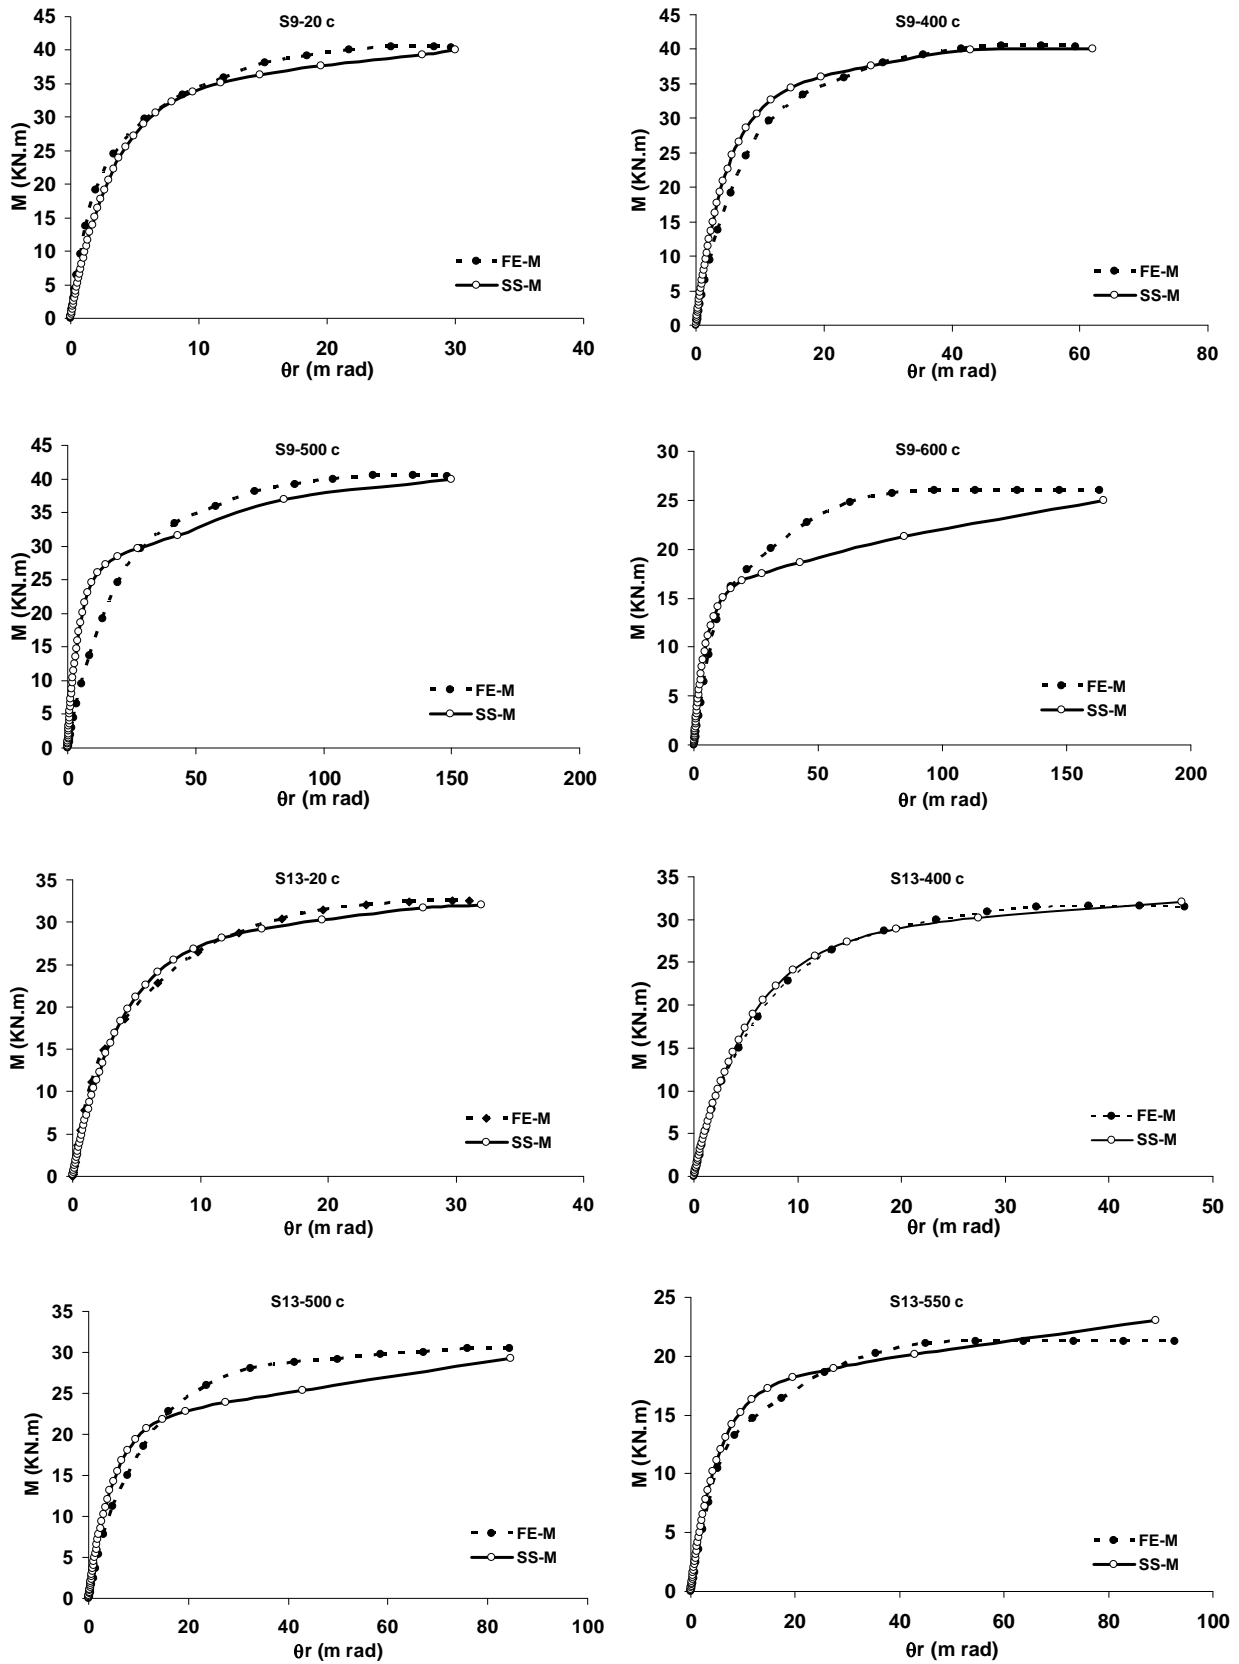 S9-20 c
45
40
35
30
25
20
15
10
5
0
M (KN.m)
FE-M
SS-M
0 10 20 30 40
θr (m rad)
S9-400 c
45
40
35
30
25
20
15
10
5
0
M (KN.m)
FE-M
SS-M
0 20 40 60 80
θr (m rad)
S9-500 c
45
40
35
30
25
20
15
10
5
0
M (KN.m)
FE-M
SS-M
0 50 100 150 200
θr (m rad)
S9-600 c
30
25
20
15
10
5
0
M (KN.m)
FE-M
SS-M
0 50 100 150 200
θr (m rad)
S13-20 c
35
30
25
20
15
10
5
0
M (KN.m)
FE-M
SS-M
0 10 20 30 40
θr (m rad)
S13-400 c
35
30
25
20
15
10
5
0
M (KN.m)
FE-M
SS-M
0 10 20 30 40 50
θr (m rad)
S13-500 c
35
30
25
20
15
10
5
0
M (KN.m)
FE-M
SS-M
0 20 40 60 80 100
θr (m rad)
S13-550 c
25
20
15
10
5
0
M (KN.m)
FE-M
SS-M
0 20 40 60 80 100
θr (m rad)